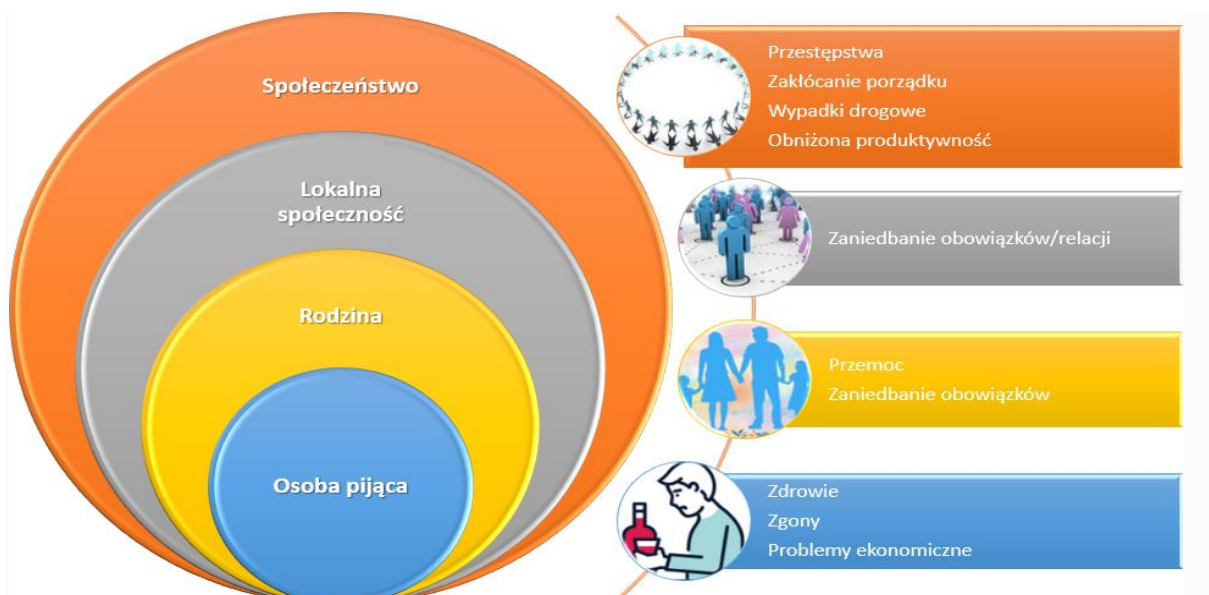 Społeczeństwo
Lokalna
społeczność
Rodzina
Osoba pijąca
Przestępstwa
Zakłócanie porządku
Wypadki drogowe
Obniżona produktywność
Zaniedbanie obowiązków/relacji
Przemoc
Zaniedbanie obowiązków
Zdrowie
Zgony
Problemy ekonomiczne